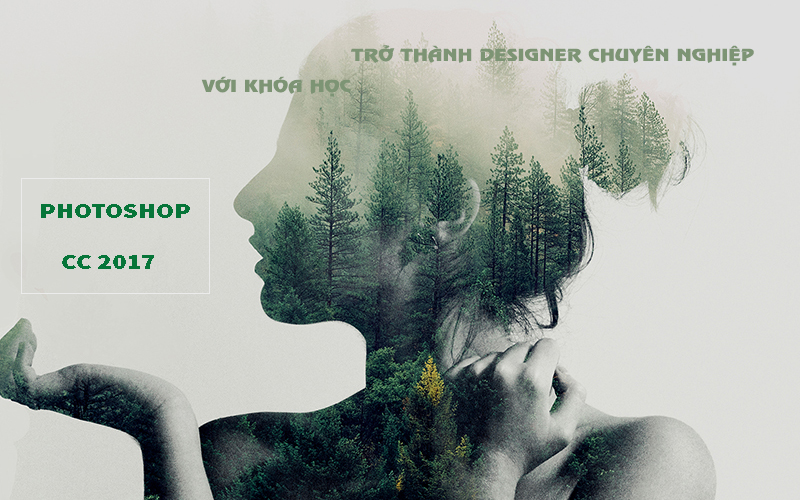 TRỞ THÀNH DESIGNER CHUYÊN NGHIỆP
VỚI KHÓA HỌC
PHOTOSHOP
CC 2017